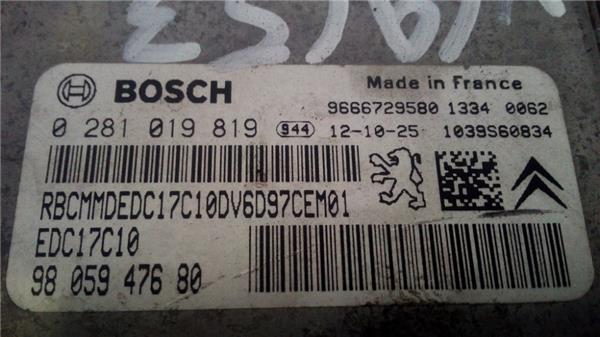 BOSCH Made in France
9666729580 1334 0062
0 281 019 819 944 12-10-25 1039S60834
RBCMMDEDC17C10DV6D97CEM01
EDC17C10
98 059 476 80